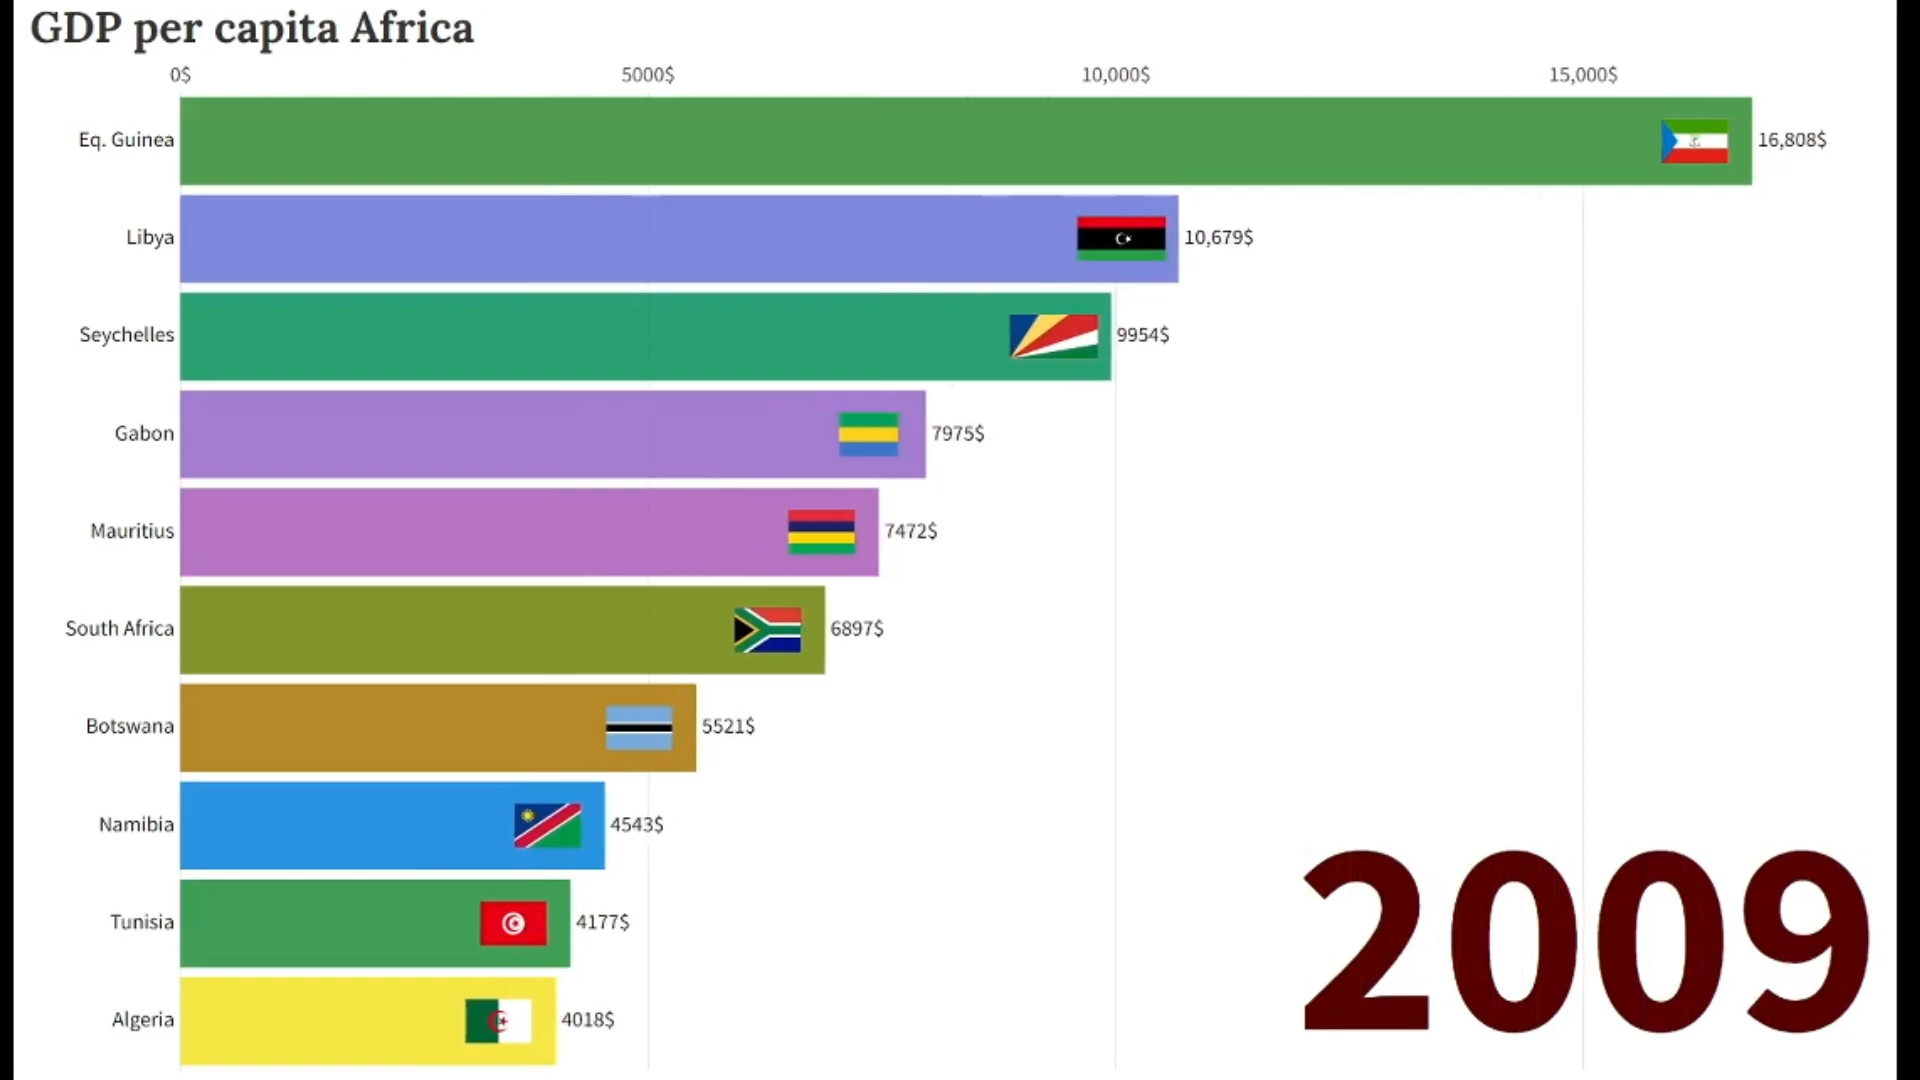 GDP per capita Africa
0$ 5000$ 10,000$ 15,000$
Eq. Guinea 16,808$
Libya 10,679$
Seychelles 9954$
Gabon 7975$
Mauritius 7472$
South Africa 6897$
Botswana 5521$
Namibia 4543$
Tunisia 4177$
Algeria 4018$
2009